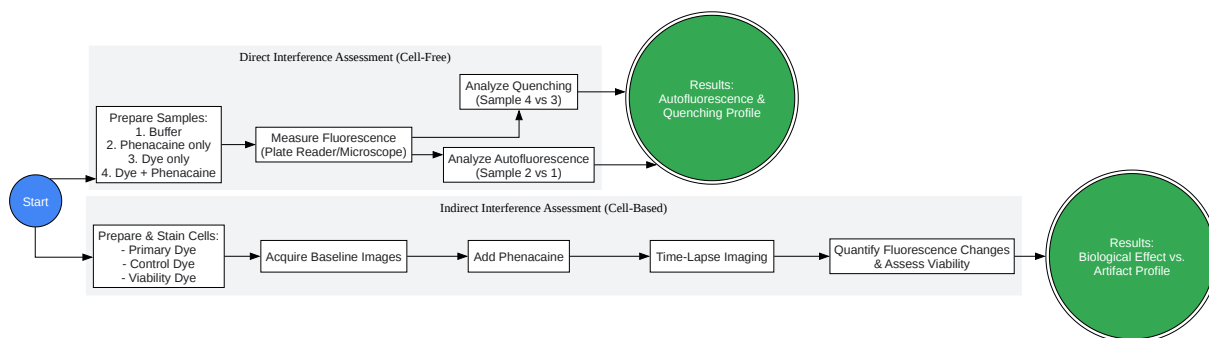 Direct Interference Assessment (Cell-Free)
Prepare Samples:
1. Buffer
2. Phenacaine only
3. Dye only
4. Dye + Phenacaine
Measure Fluorescence
(Plate Reader/Microscope)
Analyze Quenching
(Sample 4 vs 3)
Analyze Autofluorescence
(Sample 2 vs 1)
Results:
Autofluorescence &
Quenching Profile
Start
Indirect Interference Assessment (Cell-Based)
Prepare & Stain Cells:
- Primary Dye
- Control Dye
- Viability Dye
Acquire Baseline Images
Add Phenacaine
Time-Lapse Imaging
Quantify Fluorescence Changes
& Assess Viability
Results:
Biological Effect vs.
Artifact Profile